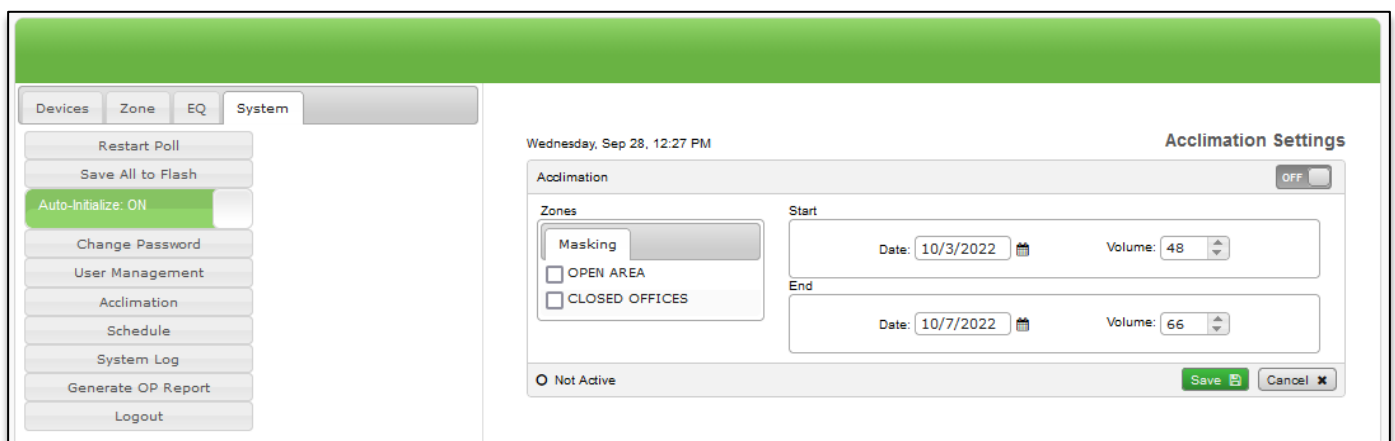 Devices Zone EQ System
Restart Poll
Save All to Flash
Auto-Initialize: ON
Change Password
User Management
Acclimation
Schedule
System Log
Generate OP Report
Logout
Wednesday, Sep 28, 12:27 PM Acclimation Settings
Acclimation OFF
Zones
Masking
OPEN AREA
CLOSED OFFICES
Start
Date: 10/3/2022 Volume: 48
End
Date: 10/7/2022 Volume: 66
Not Active Save Cancel